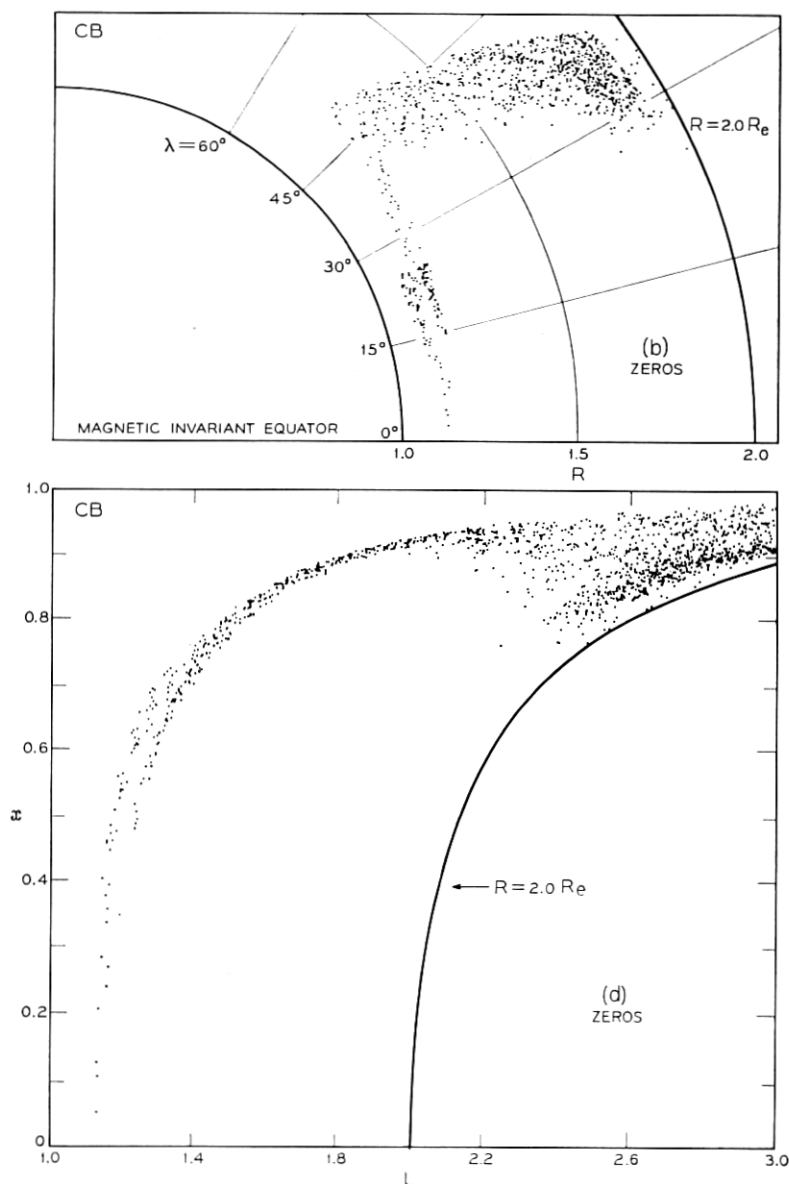 CB
λ=60°
45°
30°
15°
0°
R=2.0 Re
(b)
ZEROS
MAGNETIC INVARIANT EQUATOR
1.0
1.5
2.0
R
CB
1.0
0.8
0.6
x
0.4
0.2
0
R=2.0 Re
(d)
ZEROS
1.0
1.4
1.8
2.2
2.6
3.0
L